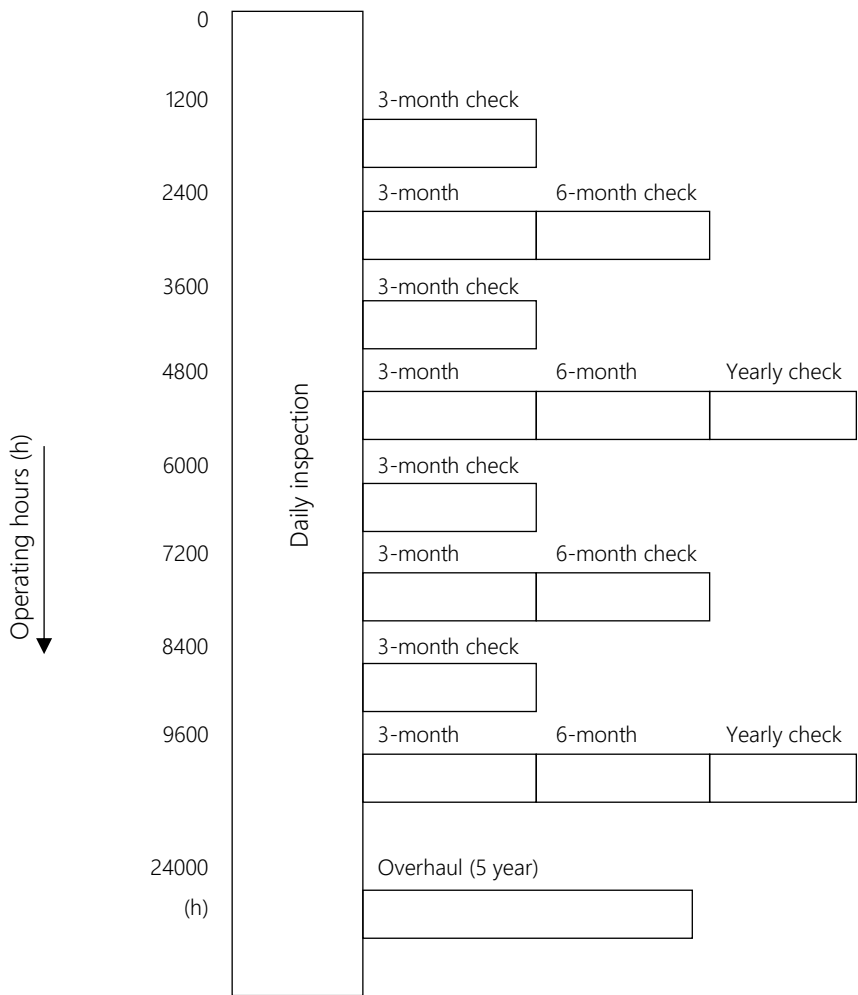 0
1200 3-month check
2400 3-month 6-month check
3600 3-month check
4800 3-month 6-month Yearly check
6000 3-month check
7200 3-month 6-month check
8400 3-month check
9600 3-month 6-month Yearly check
24000 Overhaul (5 year)
(h)
Operating hours (h)
Daily inspection